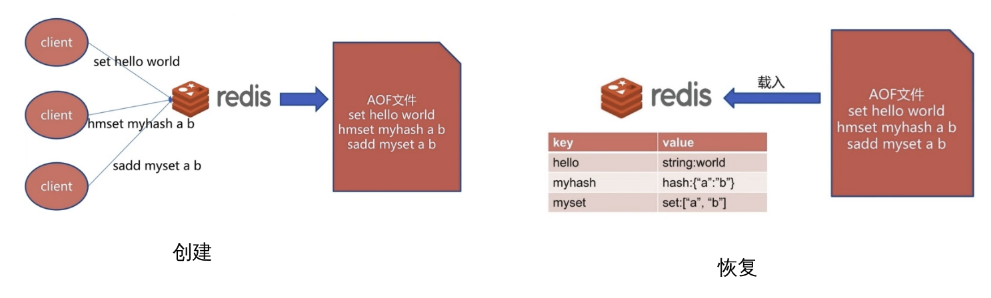 client
set hello world
client
hmset myhash a b
client
sadd myset a b
redis
AOF文件
set hello world
hmset myhash a b
sadd myset a b
创建
redis
载入
AOF文件
set hello world
hmset myhash a b
sadd myset a b
key value
hello string:world
myhash hash:{“a”:”b”}
myset set:[“a”, “b”]
恢复